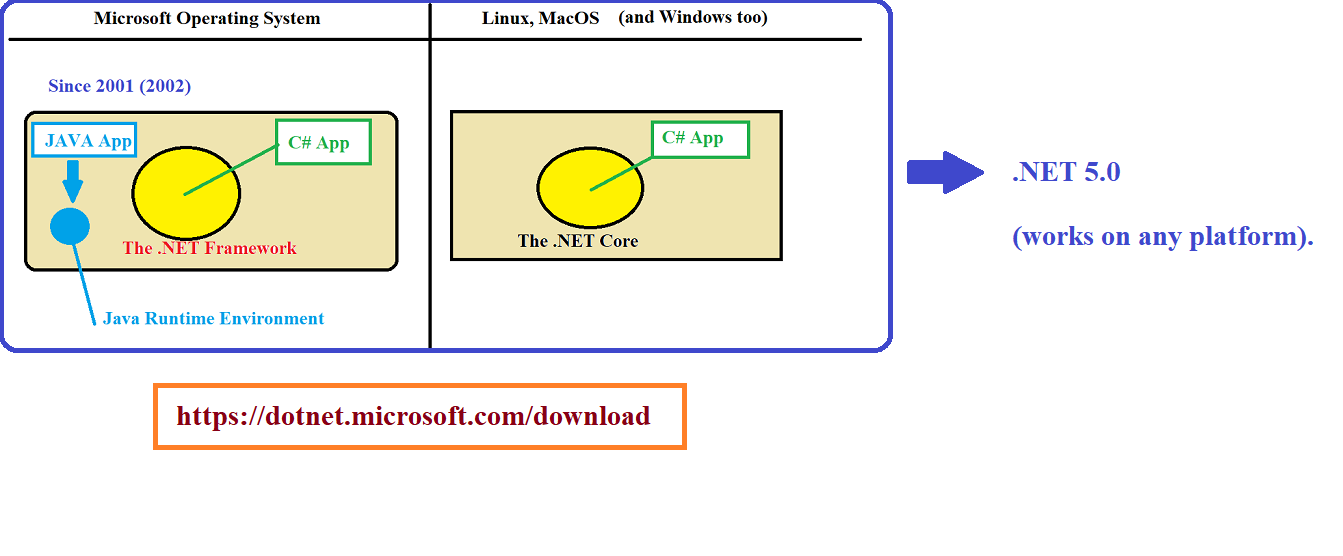 Microsoft Operating System
Linux, MacOS (and Windows too)
Since 2001 (2002)
JAVA App
C# App
The .NET Framework
Java Runtime Environment
C# App
The .NET Core
.NET 5.0
(works on any platform).
https://dotnet.microsoft.com/download